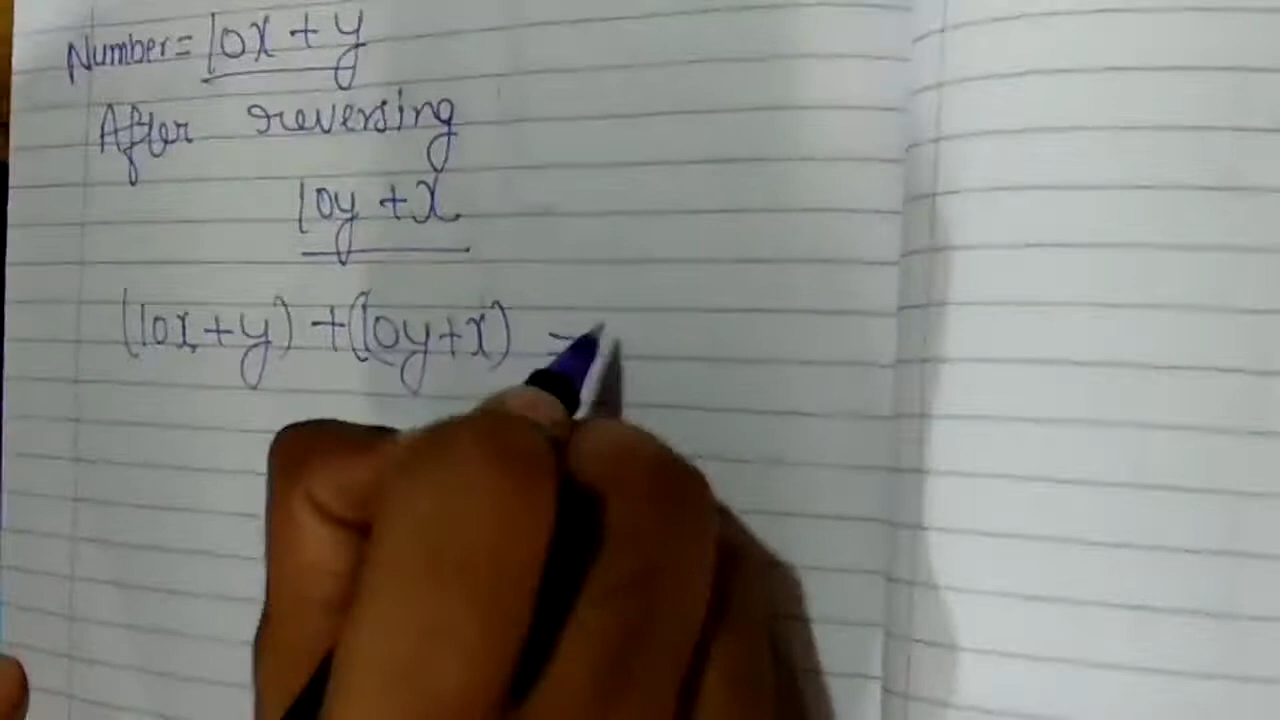 Number= 10x + y
After reversing
10y + x
(10x + y) + (10y + x) =